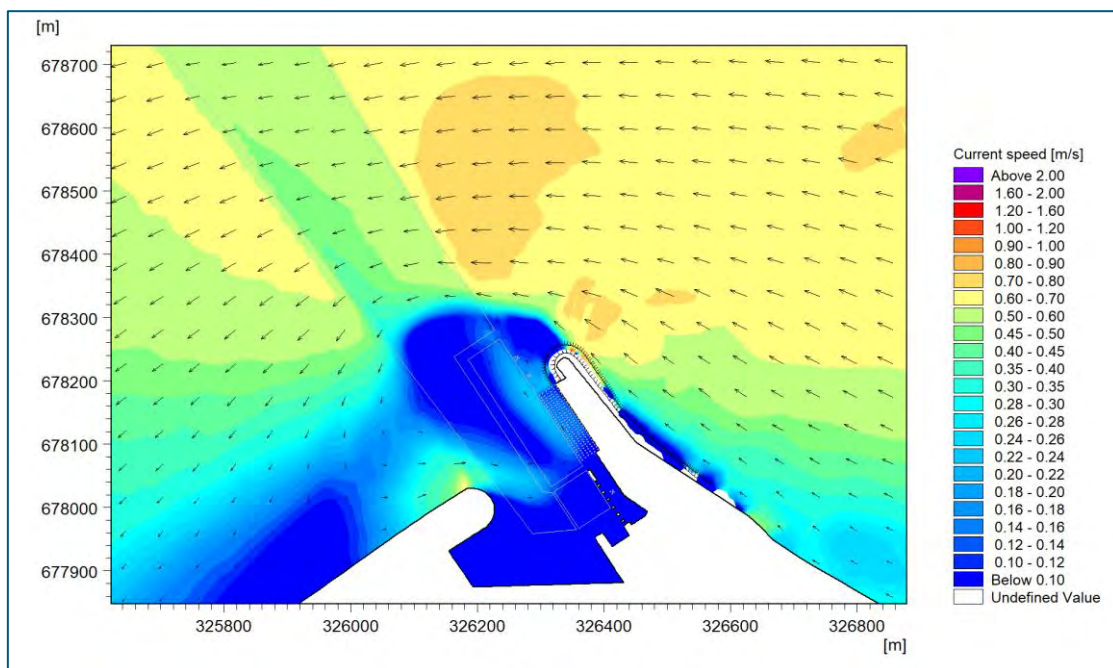 [m]
678700
678600
678500
678400
678300
678200
678100
678000
677900
325800 326000 326200 326400 326600 326800
[m]
Current speed [m/s]
Above 2.00
1.60 - 2.00
1.20 - 1.60
1.00 - 1.20
0.90 - 1.00
0.80 - 0.90
0.70 - 0.80
0.60 - 0.70
0.50 - 0.60
0.45 - 0.50
0.40 - 0.45
0.35 - 0.40
0.30 - 0.35
0.28 - 0.30
0.26 - 0.28
0.24 - 0.26
0.22 - 0.24
0.20 - 0.22
0.18 - 0.20
0.16 - 0.18
0.14 - 0.16
0.12 - 0.14
0.10 - 0.12
Below 0.10
Undefined Value